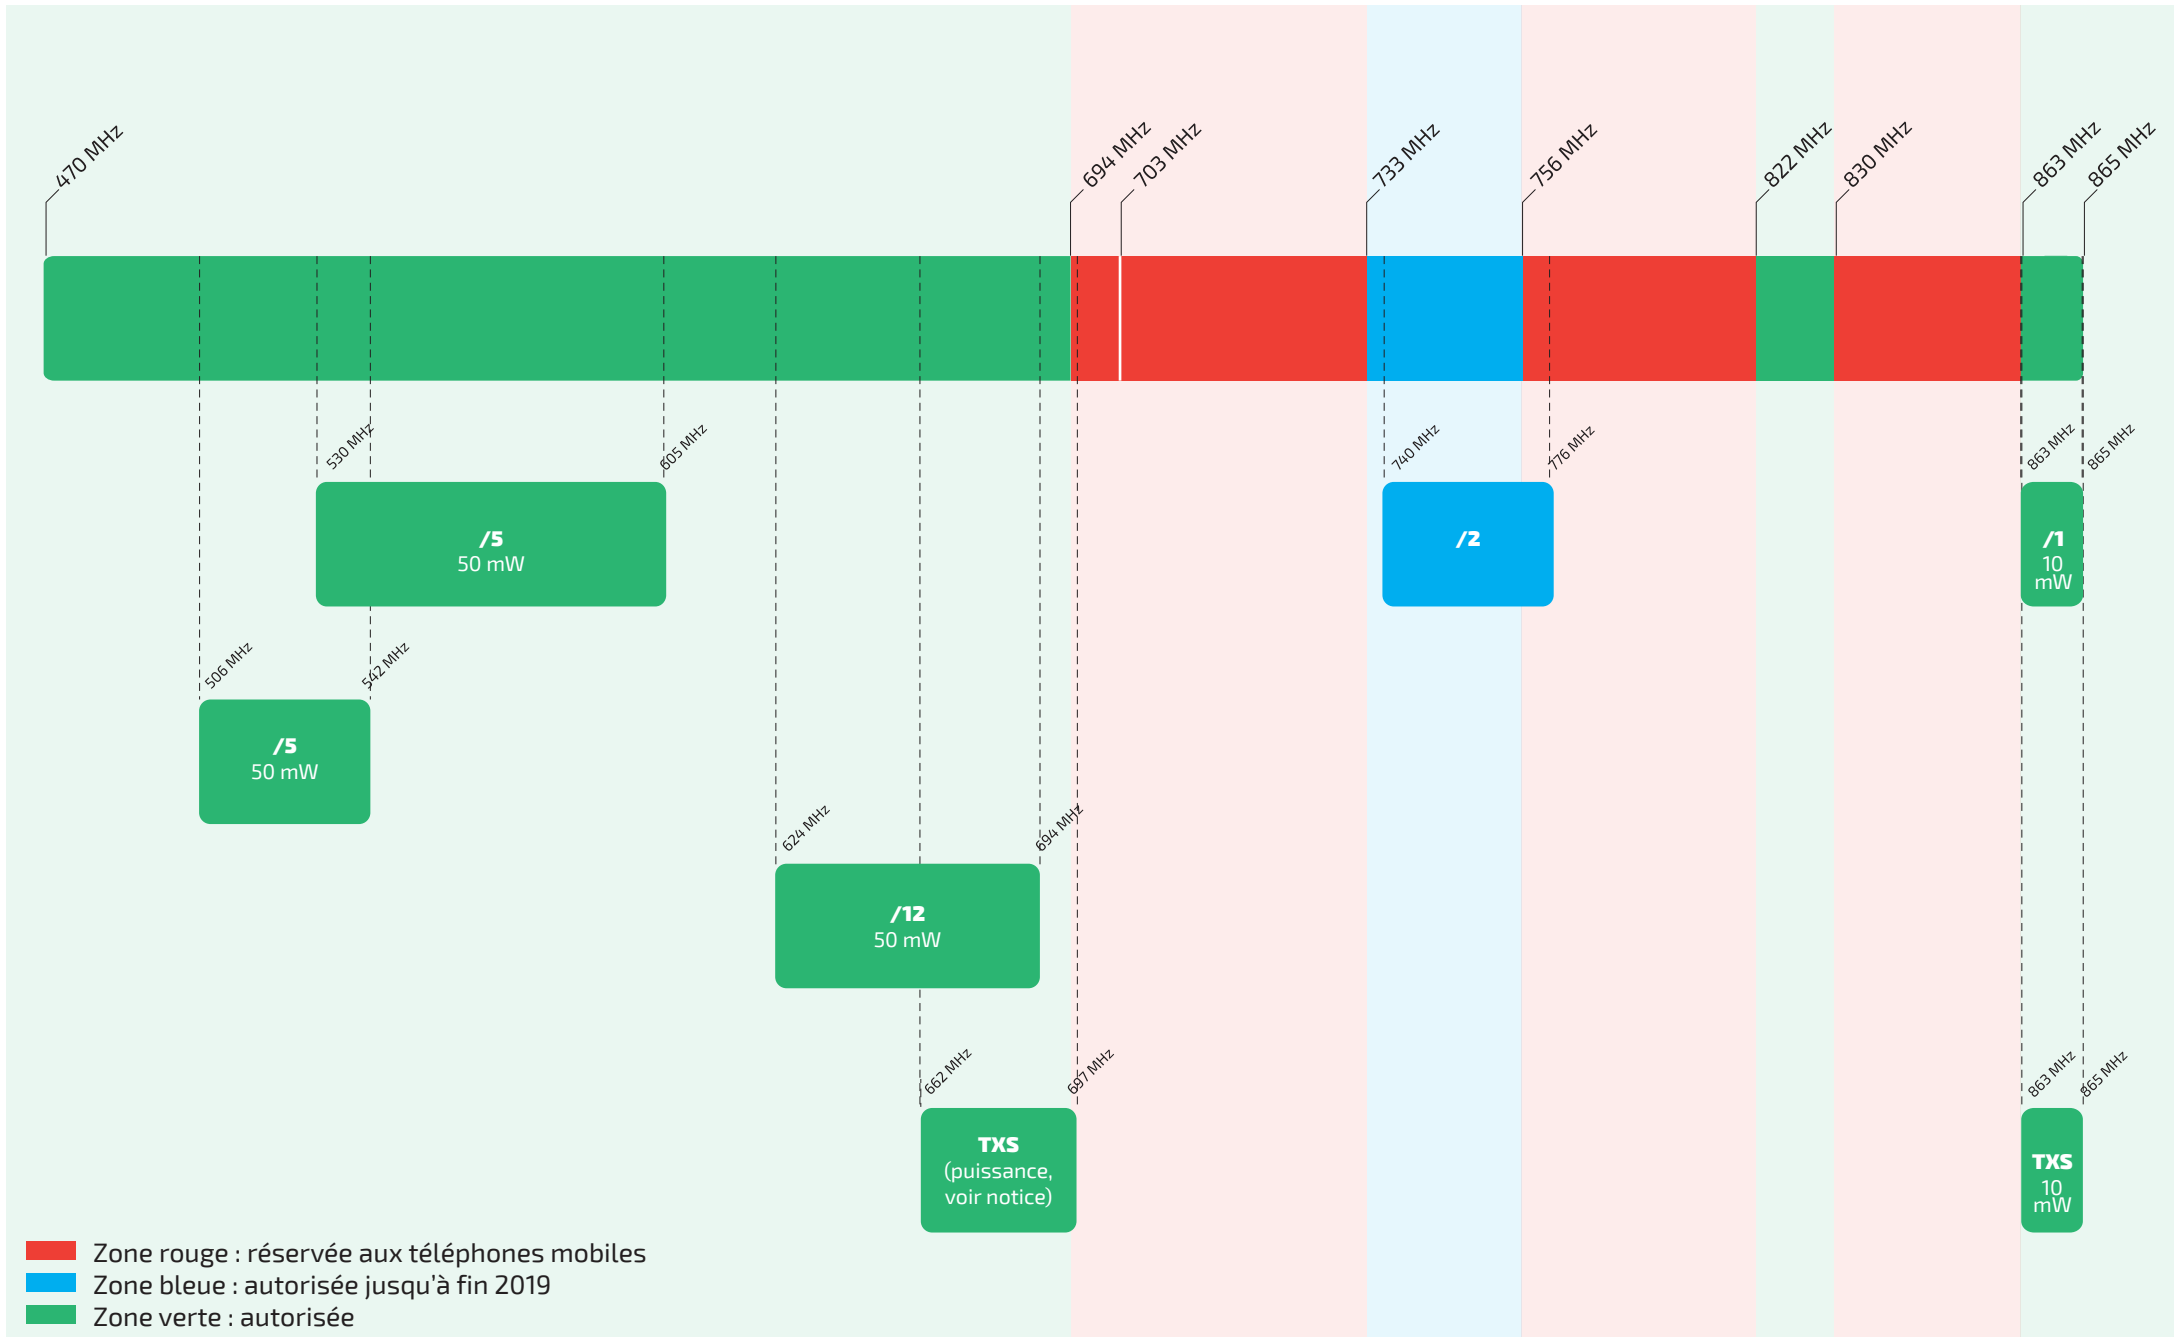 470 MHz
694 MHz
703 MHz
733 MHz
756 MHz
822 MHz
830 MHz
863 MHz
865 MHz
530 MHz
605 MHz
740 MHz
776 MHz
863 MHz
865 MHz
/5
50 mW
/2
/1
10
mW
506 MHz
542 MHz
/5
50 mW
624 MHz
694 MHz
/12
50 mW
662 MHz
697 MHz
863 MHz
865 MHz
TXS
(puissance,
voir notice)
TXS
10
mW
Zone rouge : réservée aux téléphones mobiles
Zone bleue : autorisée jusqu’à fin 2019
Zone verte : autorisée